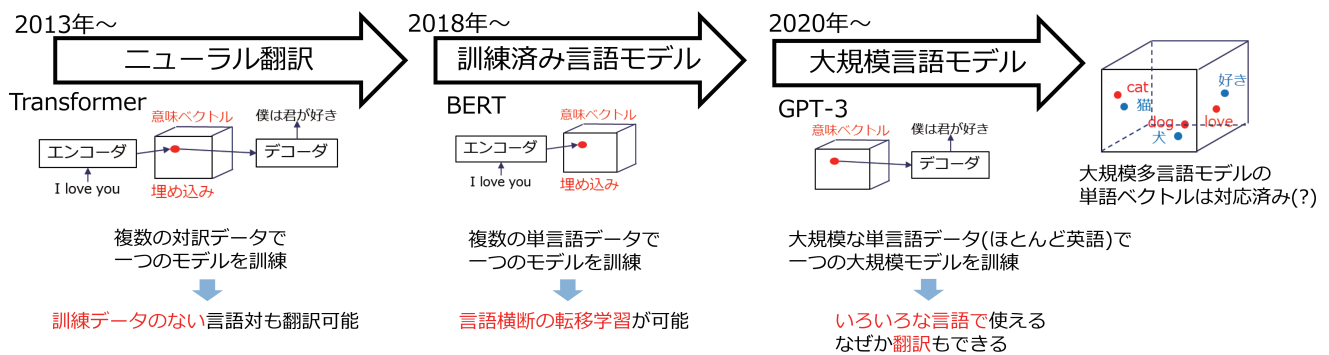 2013年～
ニューラル翻訳
Transformer
意味ベクトル
僕は君が好き
エンコーダ
デコーダ
I love you
埋め込み
複数の対訳データで
一つのモデルを訓練
訓練データのない言語対も翻訳可能
2018年～
訓練済み言語モデル
BERT
意味ベクトル
エンコーダ
I love you
埋め込み
複数の単言語データで
一つのモデルを訓練
言語横断の転移学習が可能
2020年～
大規模言語モデル
GPT-3
意味ベクトル
僕は君が好き
デコーダ
大規模な単言語データ(ほとんど英語)で
一つの大規模モデルを訓練
いろいろな言語で使える
なぜか翻訳もできる
cat
猫
好き
dog
love
犬
大規模多言語モデルの
単語ベクトルは対応済み(?)